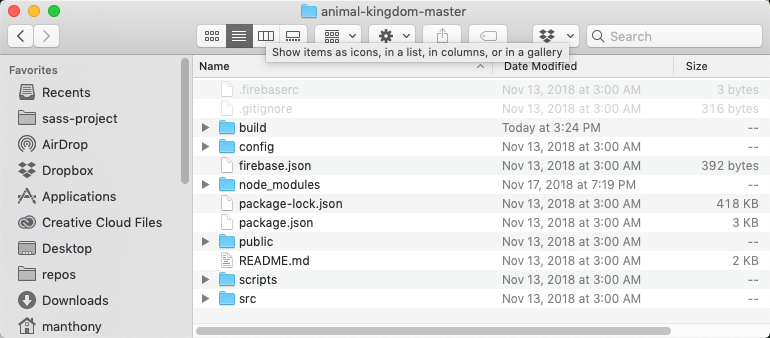 animal-kingdom-master
Search
Show items as icons, in a list, in columns, or in a gallery
Favorites
Recents
sass-project
AirDrop
Dropbox
Applications
Creative Cloud Files
Desktop
repos
Downloads
manthony
Name Date Modified Size
.firebaserc Nov 13, 2018 at 3:00 AM 3 bytes
.gitignore Nov 13, 2018 at 3:00 AM 316 bytes
build Today at 3:24 PM --
config Nov 13, 2018 at 3:00 AM --
firebase.json Nov 13, 2018 at 3:00 AM 392 bytes
node_modules Nov 17, 2018 at 7:19 PM --
package-lock.json Nov 13, 2018 at 3:00 AM 418 KB
package.json Nov 13, 2018 at 3:00 AM 3 KB
public Nov 13, 2018 at 3:00 AM --
README.md Nov 13, 2018 at 3:00 AM 2 KB
scripts Nov 13, 2018 at 3:00 AM --
src Nov 13, 2018 at 3:00 AM --